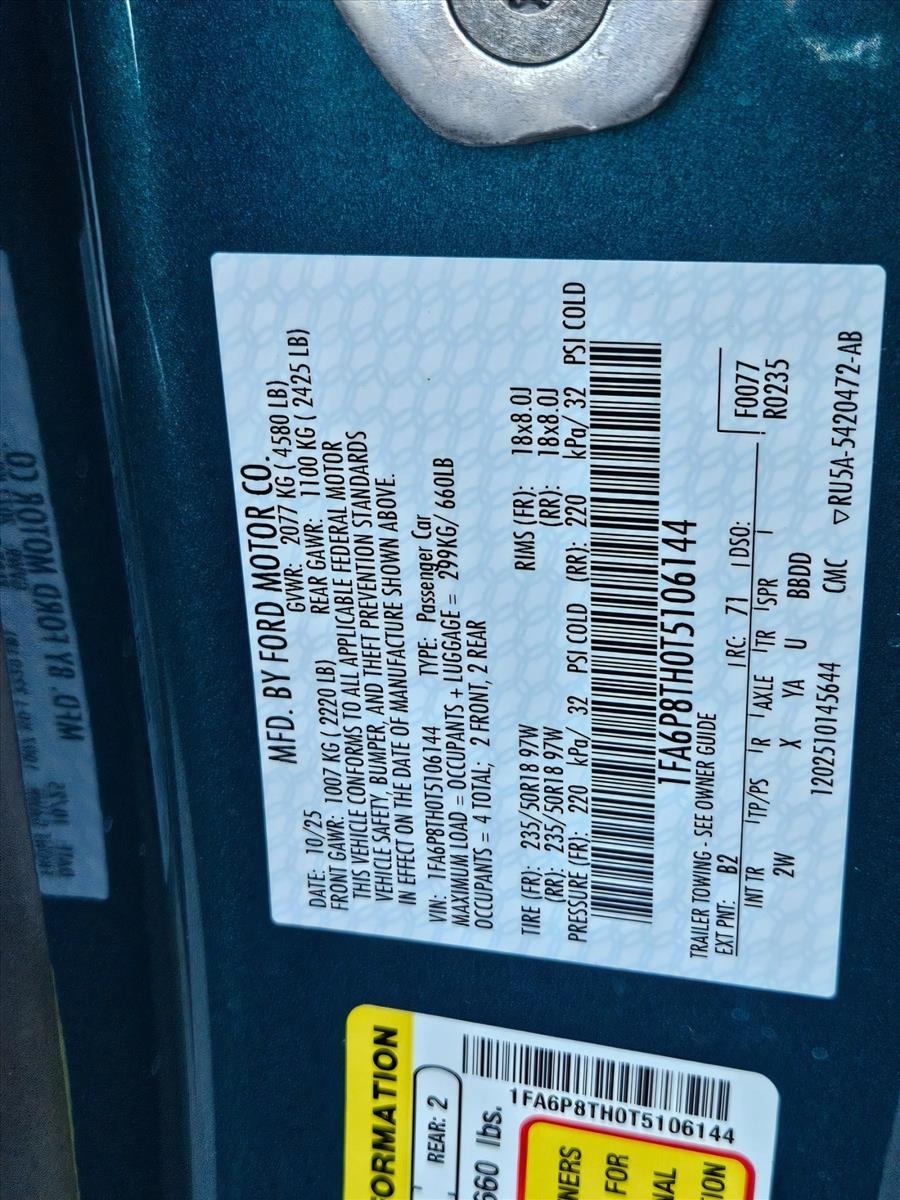 MFD. BY FORD MOTOR CO.
DATE: 10/25 GVWR: 2077 KG ( 4580 LB)
FRONT GAWR: 1007 KG ( 2220 LB) REAR GAWR: 1100 KG ( 2425 LB)
THIS VEHICLE CONFORMS TO ALL APPLICABLE FEDERAL MOTOR
VEHICLE SAFETY, BUMPER, AND THEFT PREVENTION STANDARDS
IN EFFECT ON THE DATE OF MANUFACTURE SHOWN ABOVE.
VIN: 1FA6P8TH0T5106144 TYPE: Passenger Car
MAXIMUM LOAD = OCCUPANTS + LUGGAGE = 299KG/ 660LB
OCCUPANTS = 4 TOTAL; 2 FRONT, 2 REAR
TIRE (FR): 235/50R18 97W RIMS (FR): 18x8.0J
(RR): 235/50R18 97W (RR): 18x8.0J
PRESSURE (FR): 220 kPa/ 32 PSI COLD (RR): 220 kPa/ 32 PSI COLD
1FA6P8TH0T5106144
TRAILER TOWING - SEE OWNER GUIDE
EXT PNT: B2 RC: 71 DSO:
F0077
R0235
INT TR TP/PS R AXLE TR SPR
2W X YA U BBDD
1202510145644 CMC ▽RU5A-5420472-AB
ORMATION
REAR: 2
660 lbs.
1FA6P8TH0T5106144
NERS
FOR
NAL
ION
MFD. BY FORD MOTOR CO